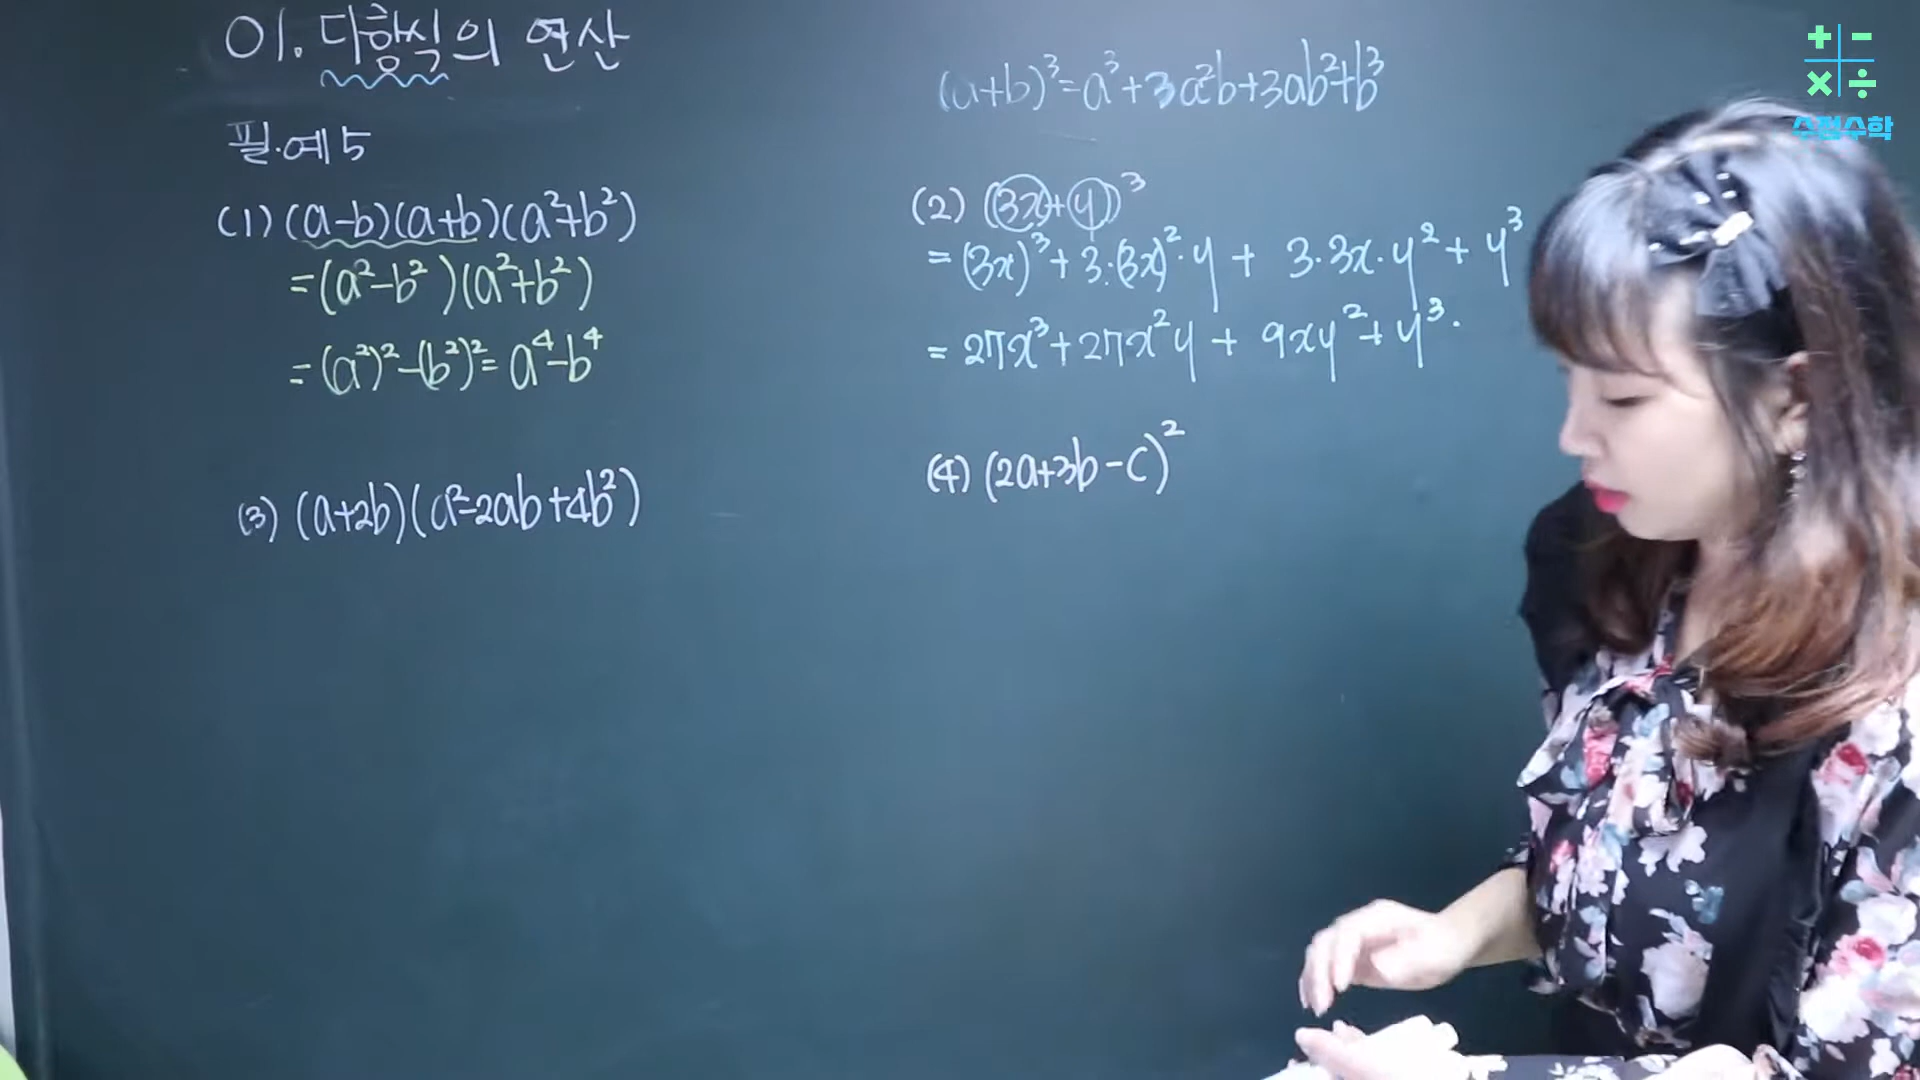 01. 다항식의 연산
필.예 5
(1) (a-b)(a+b)(a²+b²)
=(a²-b²)(a²+b²)
=(a²)²-(b²)²=a⁴-b⁴
(3) (a+2b)(a²-2ab+4b²)
(a+b)³=a³+3a²b+3ab²+b³
(2) (3x+y)³
=(3x)³+3·(3x)²·y+3·3x·y²+y³
=27x³+27x²y+9xy²+y³.
(4) (2a+3b-c)²
+ -
× ÷
수점수학